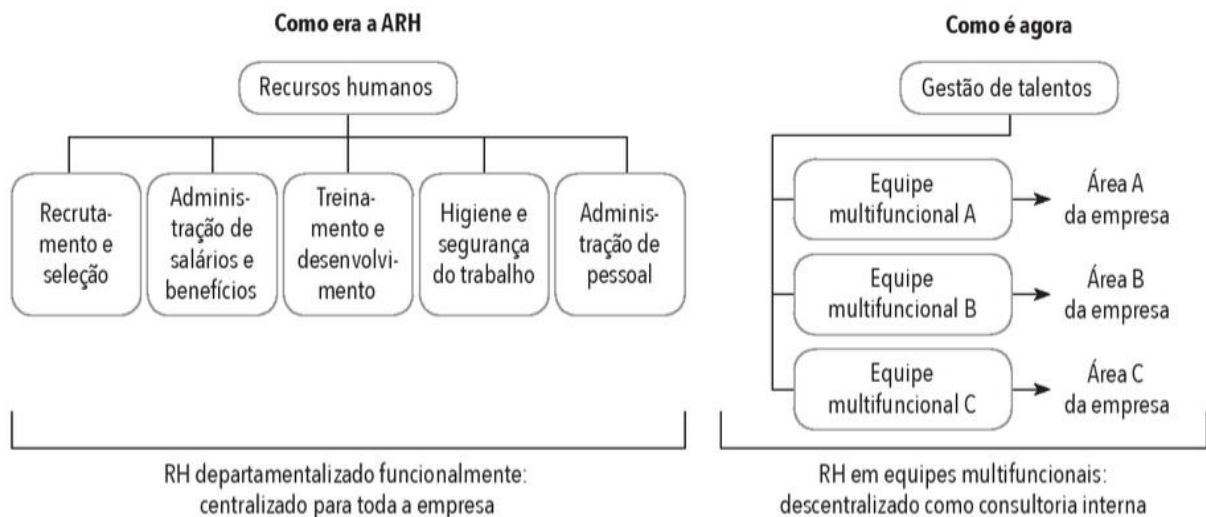 Como era a ARH
Recursos humanos
Recruta-
mento e
seleção
Adminis-
tração de
salários e
benefícios
Treina-
mento e
desenvolvi-
mento
Higiene e
segurança
do trabalho
Adminis-
tração de
pessoal
RH departamentalizado funcionalmente:
centralizado para toda a empresa
Como é agora
Gestão de talentos
Equipe
multifuncional A
Área A
da empresa
Equipe
multifuncional B
Área B
da empresa
Equipe
multifuncional C
Área C
da empresa
RH em equipes multifuncionais:
descentralizado como consultoria interna